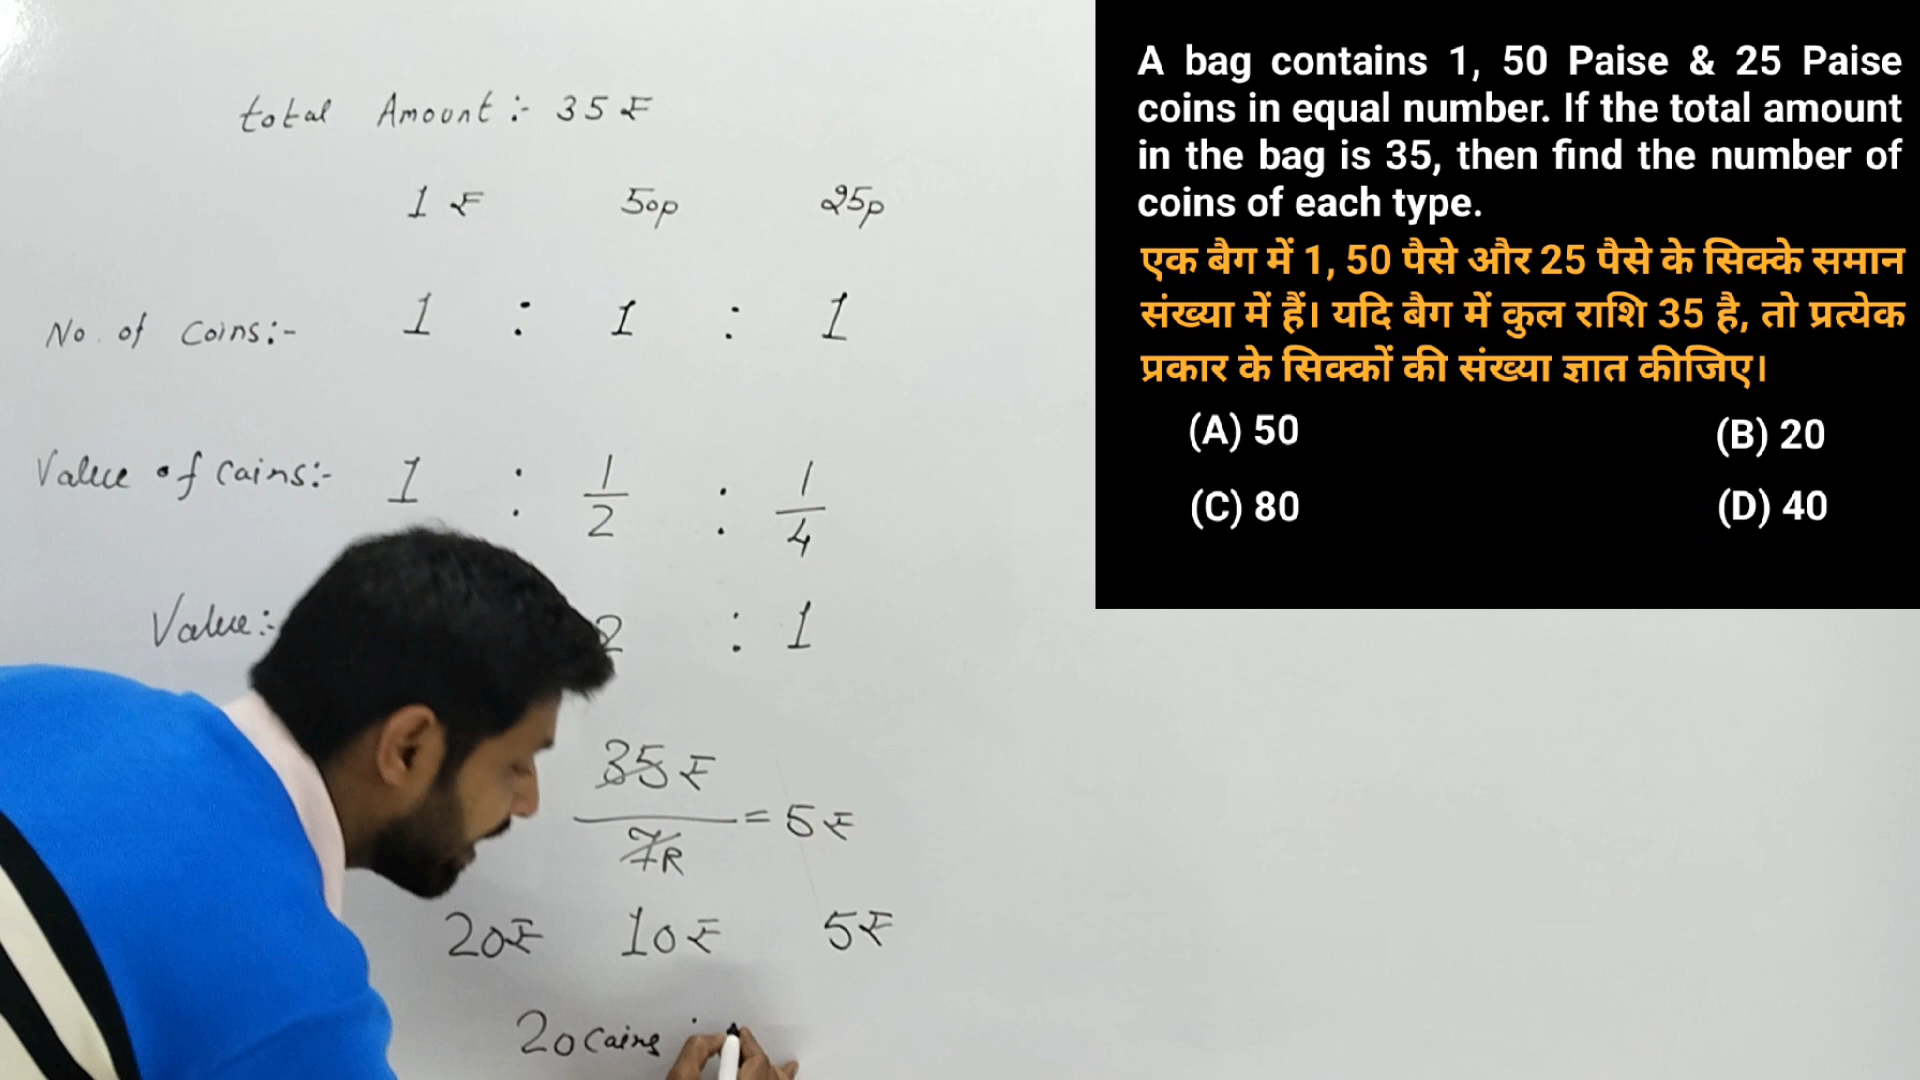 total Amount :- 35 ₹
1 ₹ 50p 25p
No. of Coins:- 1 : 1 : 1
Value of Cains:- 1 : 1/2 : 1/4
Value:- 2 : 1
35₹/7R = 5₹
20₹ 10₹ 5₹
20 Cains
A bag contains 1, 50 Paise & 25 Paise
coins in equal number. If the total amount
in the bag is 35, then find the number of
coins of each type.
एक बैग में 1, 50 पैसे और 25 पैसे के सिक्के समान
संख्या में हैं। यदि बैग में कुल राशि 35 है, तो प्रत्येक
प्रकार के सिक्कों की संख्या ज्ञात कीजिए।
(A) 50 (B) 20
(C) 80 (D) 40